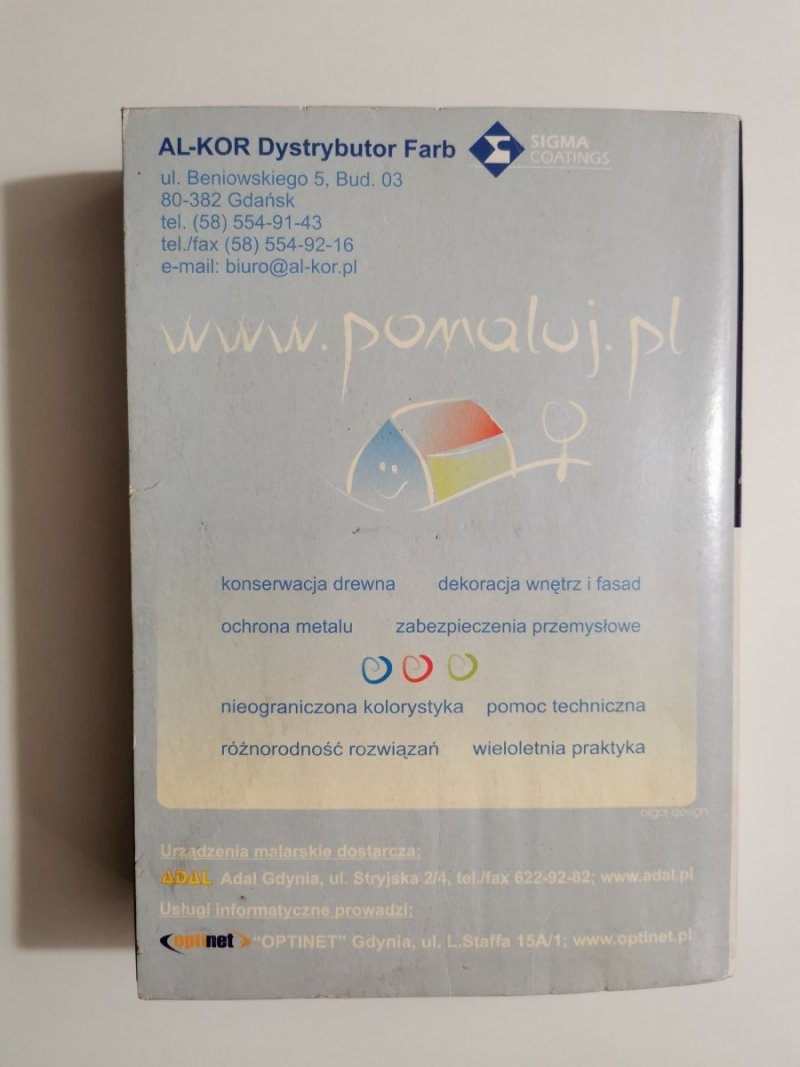 AL-KOR Dystrybutor Farb
SIGMA
COATINGS
ul. Beniowskiego 5, Bud. 03
80-382 Gdańsk
tel. (58) 554-91-43
tel./fax (58) 554-92-16
e-mail: biuro@al-kor.pl
www.pomaluj.pl
konserwacja drewna dekoracja wnętrz i fasad
ochrona metalu zabezpieczenia przemysłowe
nieograniczona kolorystyka pomoc techniczna
różnorodność rozwiązań wieloletnia praktyka
olgaj design
Urządzenia malarskie dostarcza:
ADAL Adal Gdynia, ul. Stryjska 2/4, tel./fax 622-92-82; www.adal.pl
Usługi informatyczne prowadzi:
optinet "OPTINET" Gdynia, ul. L.Staffa 15A/1; www.optinet.pl